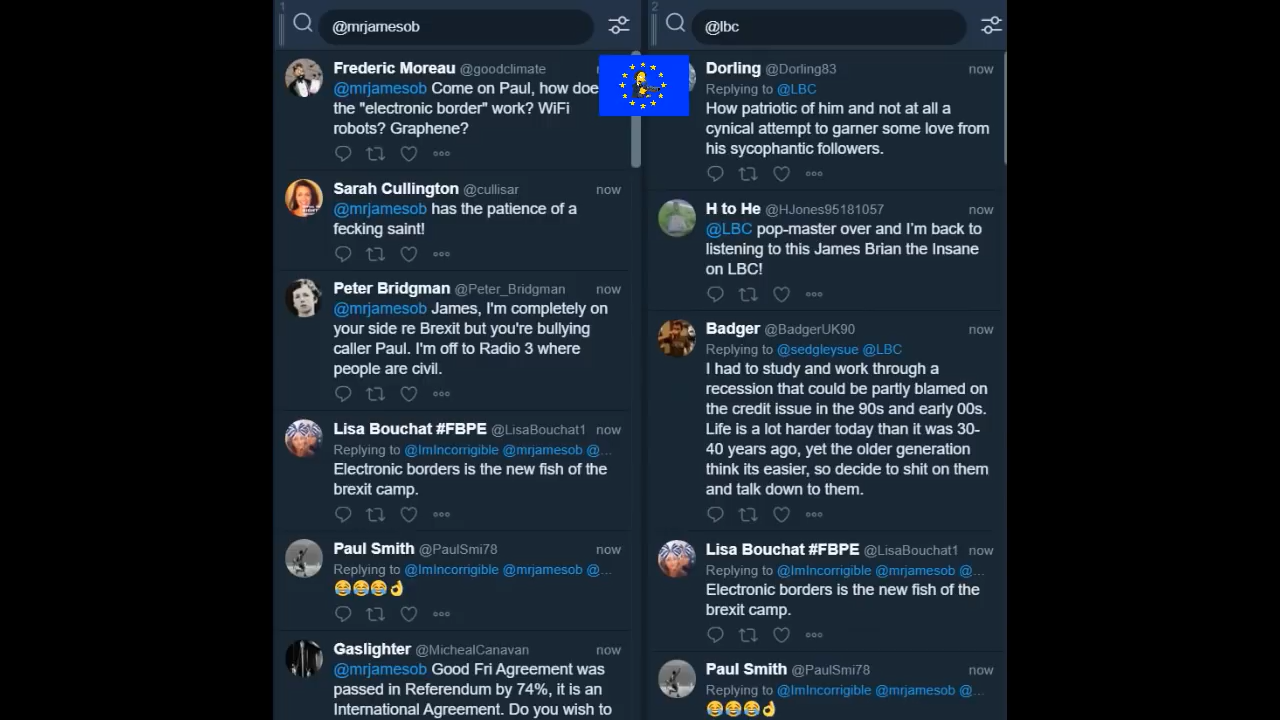 1
@mrjamesob
Frederic Moreau @goodclimate
@mrjamesob Come on Paul, how doe
the "electronic border" work? WiFi
robots? Graphene?
Sarah Cullington @cullisar now
@mrjamesob has the patience of a
fecking saint!
Peter Bridgman @Peter_Bridgman now
@mrjamesob James, I'm completely on
your side re Brexit but you're bullying
caller Paul. I'm off to Radio 3 where
people are civil.
Lisa Bouchat #FBPE @LisaBouchat1 now
Replying to @ImIncorrigible @mrjamesob @...
Electronic borders is the new fish of the
brexit camp.
Paul Smith @PaulSmi78 now
Replying to @ImIncorrigible @mrjamesob @...
😂😂😂👌
Gaslighter @MichealCanavan now
@mrjamesob Good Fri Agreement was
passed in Referendum by 74%, it is an
International Agreement. Do you wish to
2
@lbc
Dorling @Dorling83 now
Replying to @LBC
How patriotic of him and not at all a
cynical attempt to garner some love from
his sycophantic followers.
H to He @HJones95181057 now
@LBC pop-master over and I'm back to
listening to this James Brian the Insane
on LBC!
Badger @BadgerUK90 now
Replying to @sedgleysue @LBC
I had to study and work through a
recession that could be partly blamed on
the credit issue in the 90s and early 00s.
Life is a lot harder today than it was 30-
40 years ago, yet the older generation
think its easier, so decide to shit on them
and talk down to them.
Lisa Bouchat #FBPE @LisaBouchat1 now
Replying to @ImIncorrigible @mrjamesob @...
Electronic borders is the new fish of the
brexit camp.
Paul Smith @PaulSmi78 now
Replying to @ImIncorrigible @mrjamesob @...
😂😂😂👌